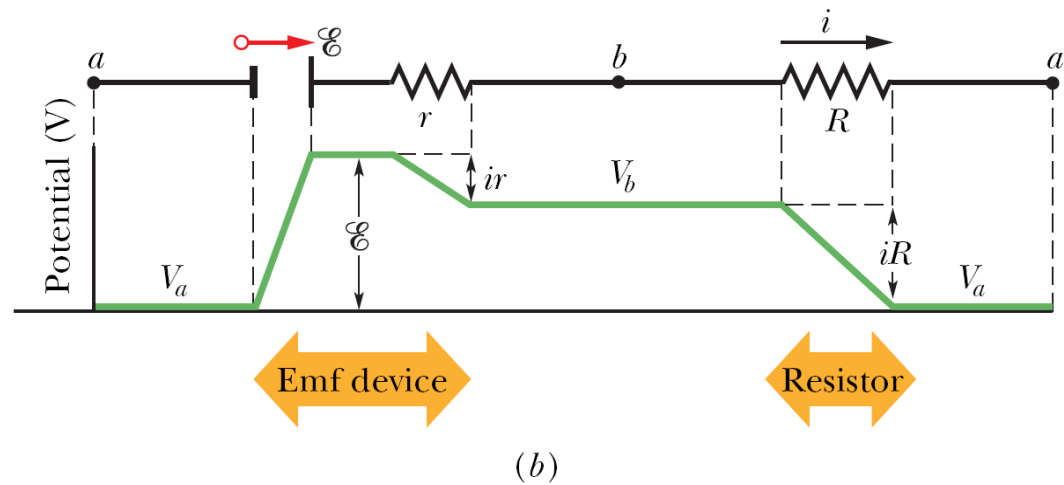 i
ℰ
a
b
a
r
R
Potential (V)
ir
V_b
ℰ
iR
V_a
V_a
Emf device
Resistor
(b)